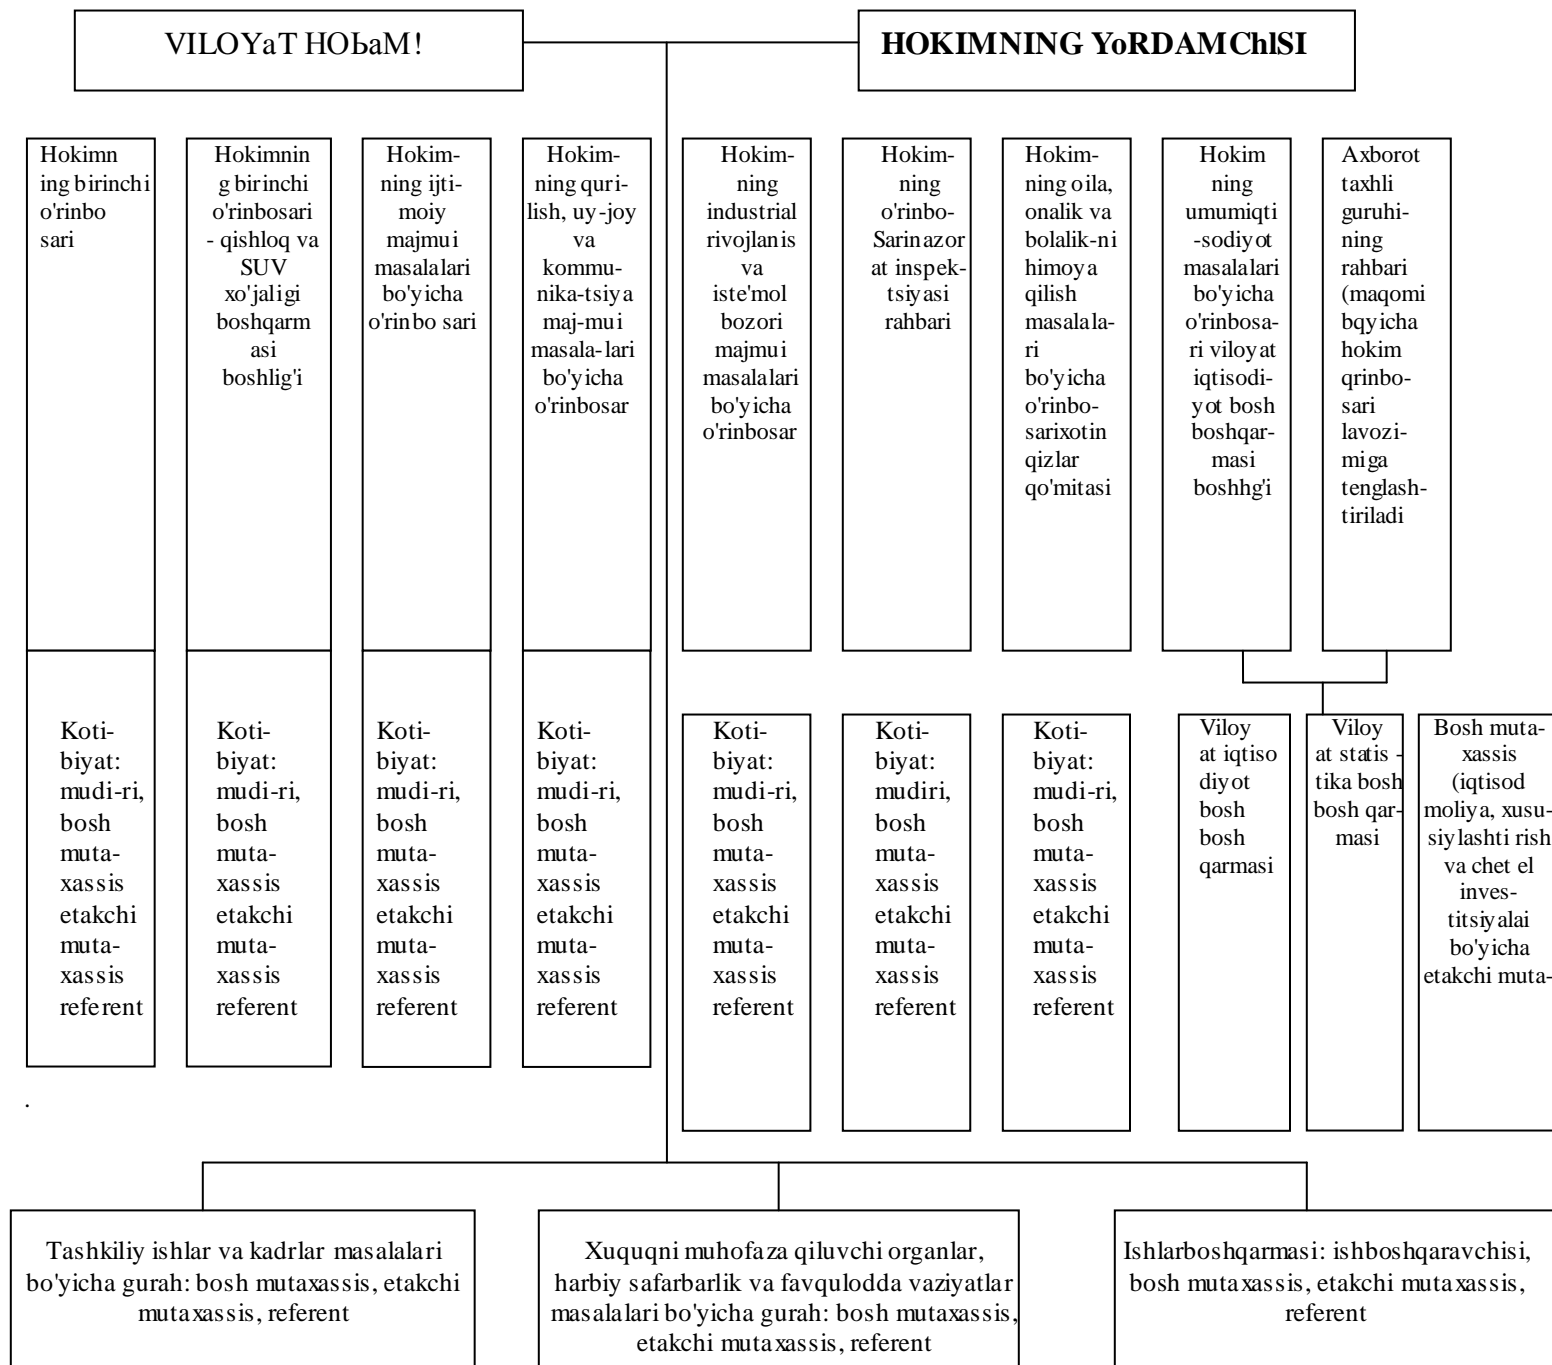 VILOYaT HOЬaM!
HOKIMNING YoRDAMChISI
Hokimn
ing birinchi
o'rinbo
sari
Hokimnin
g birinchi
o'rinbosari
- qishloq va
SUV
xo'jaligi
boshqarm
asi
boshlig'i
Hokim-
ning ijti-
moiy
majmui
masalalari
bo'yicha
o'rinbo sari
Hokim-
ning quri-
lish, uy-joy
va
kommu-
nika-tsiya
maj-mui
masala-lari
bo'yicha
o'rinbosar
Hokim-
ning
industrial
rivojlanis
va
iste'mol
bozori
majmui
masalalari
bo'yicha
o'rinbosar
Hokim-
ning
o'rinbo-
Sarinazor
at inspek-
tsiyasi
rahbari
Hokim-
ning oila,
onalik va
bolalik-ni
himoya
qilish
masalala-
ri
bo'yicha
o'rinbo-
sarixotin
qizlar
qo'mitasi
Hokim
ning
umumiqti
-sodiyot
masalalari
bo'yicha
o'rinbosa-
ri viloyat
iqtisodi-
yot bosh
boshqar-
masi
boshhg'i
Axborot
taxhli
guruhi-
ning
rahbari
(maqomi
bqyicha
hokim
qrinbo-
sari
lavozi-
miga
tenglash-
tiriladi
Koti-
biyat:
mudi-ri,
bosh
muta-
xassis
etakchi
muta-
xassis
referent
Koti-
biyat:
mudi-ri,
bosh
muta-
xassis
etakchi
muta-
xassis
referent
Koti-
biyat:
mudi-ri,
bosh
muta-
xassis
etakchi
muta-
xassis
referent
Koti-
biyat:
mudi-ri,
bosh
muta-
xassis
etakchi
muta-
xassis
referent
Koti-
biyat:
mudi-ri,
bosh
muta-
xassis
etakchi
muta-
xassis
referent
Koti-
biyat:
mudiri,
bosh
muta-
xassis
etakchi
muta-
xassis
referent
Koti-
biyat:
mudi-ri,
bosh
muta-
xassis
etakchi
muta-
xassis
referent
Viloy
at iqtiso
diyot
bosh
bosh
qarmasi
Viloy
at statis -
tika bosh
bosh qar-
masi
Bosh muta-
xassis
(iqtisod
moliya, xusu-
siylashti rish
va chet el
inves-
titsiyalai
bo'yicha
etakchi muta-
.
Tashkiliy ishlar va kadrlar masalalari
bo'yicha gurah: bosh mutaxassis, etakchi
mutaxassis, referent
Xuquqni muhofaza qiluvchi organlar,
harbiy safarbarlik va favqulodda vaziyatlar
masalalari bo'yicha gurah: bosh mutaxassis,
etakchi mutaxassis, referent
Ishlarboshqarmasi: ishboshqaravchisi,
bosh mutaxassis, etakchi mutaxassis,
referent